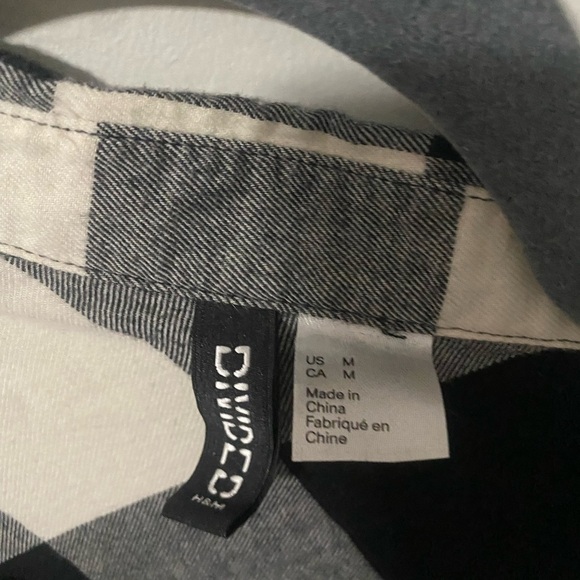 DIVIDED
H&M
US M
CA M
Made in
China
Fabriqué en
Chine